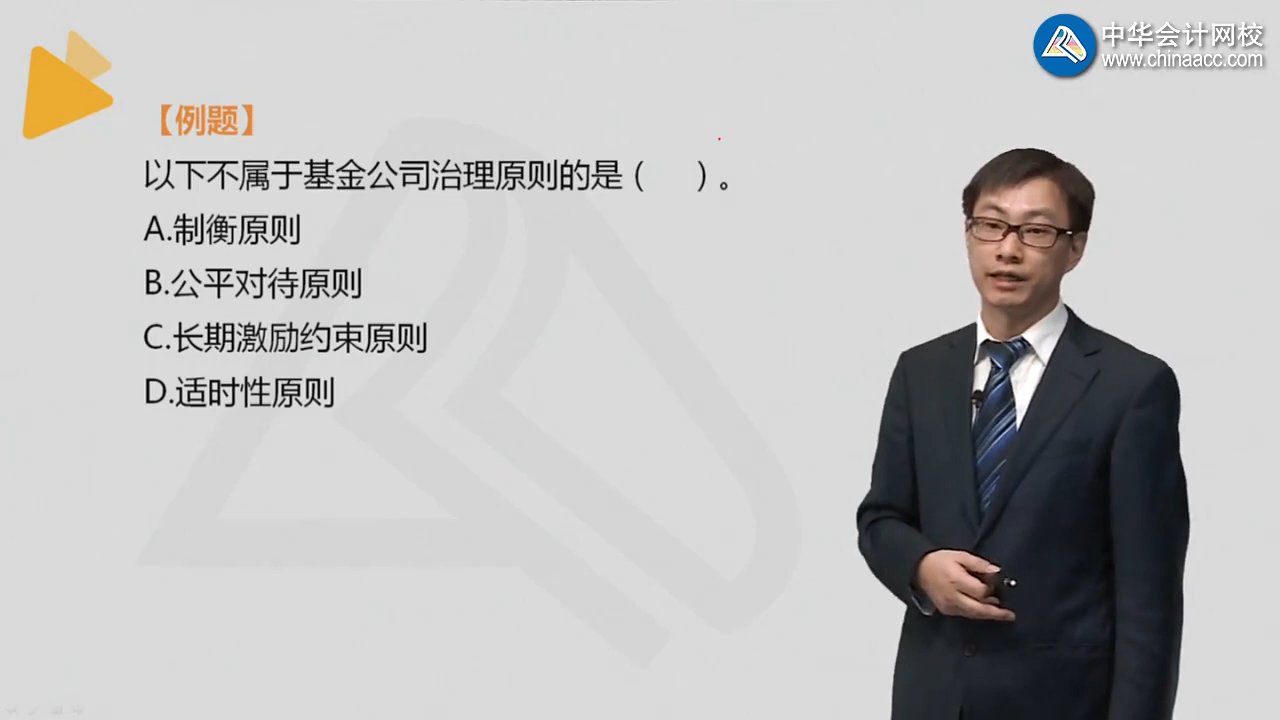 中华会计网校
www.chinaacc.com
【例题】
以下不属于基金公司治理原则的是（ ）。
A.制衡原则
B.公平对待原则
C.长期激励约束原则
D.适时性原则